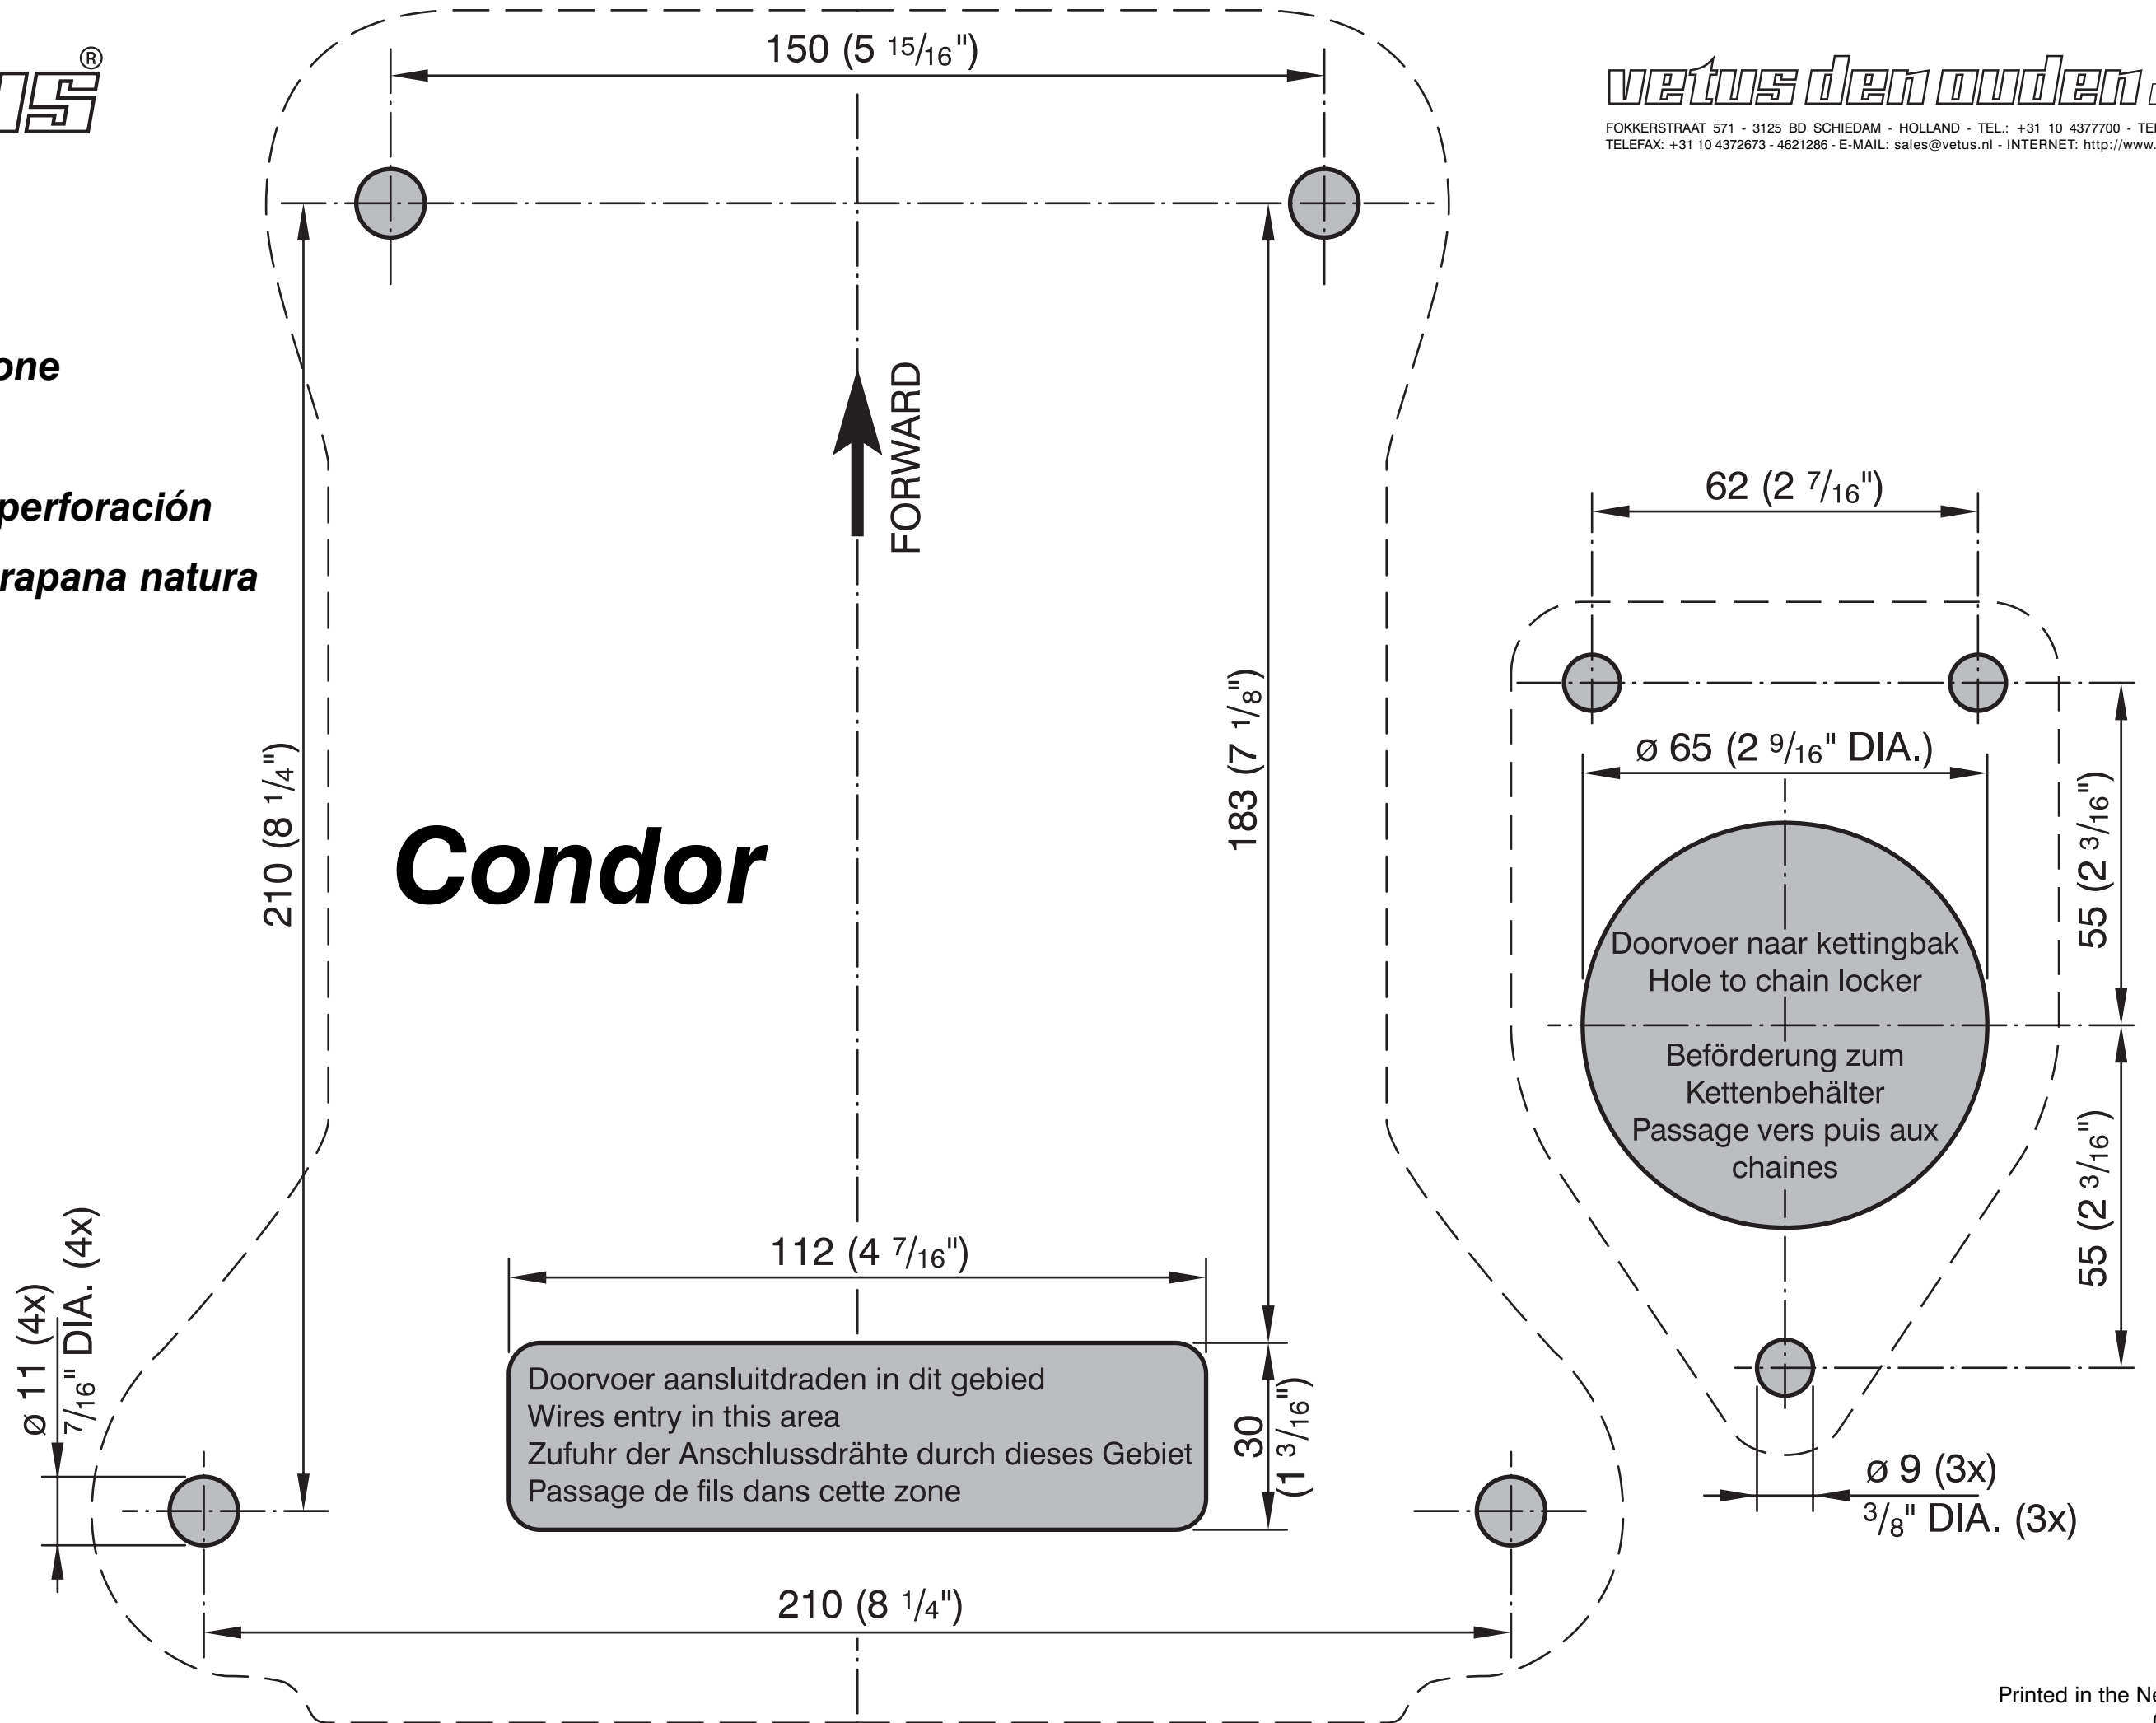 150 (5 15/16")
vetus den ouden
FOKKERSTRAAT 571 - 3125 BD SCHIEDAM - HOLLAND - TEL.: +31 10 4377700 -
TELEFAX: +31 10 4372673 - 4621286 - E-MAIL: sales@vetus.nl - INTERNET: http://www.
®
perforación
natura
FORWARD
62 (2 7/16")
210 (8 1/4")
Condor
183 (7 1/8")
ø 65 (2 9/16" DIA.)
55 (2 3/16")
Doorvoer naar kettingbak
Hole to chain locker
Beförderung zum
Kettenbehälter
Passage vers puis aux
chaines
55 (2 3/16")
ø 11 (4x)
7/16" DIA. (4x)
112 (4 7/16")
Doorvoer aansluitdraden in dit gebied
Wires entry in this area
Zufuhr der Anschlussdrähte durch dieses Gebiet
Passage de fils dans cette zone
30
(1 3/16")
ø 9 (3x)
3/8" DIA. (3x)
210 (8 1/4")
Printed in the